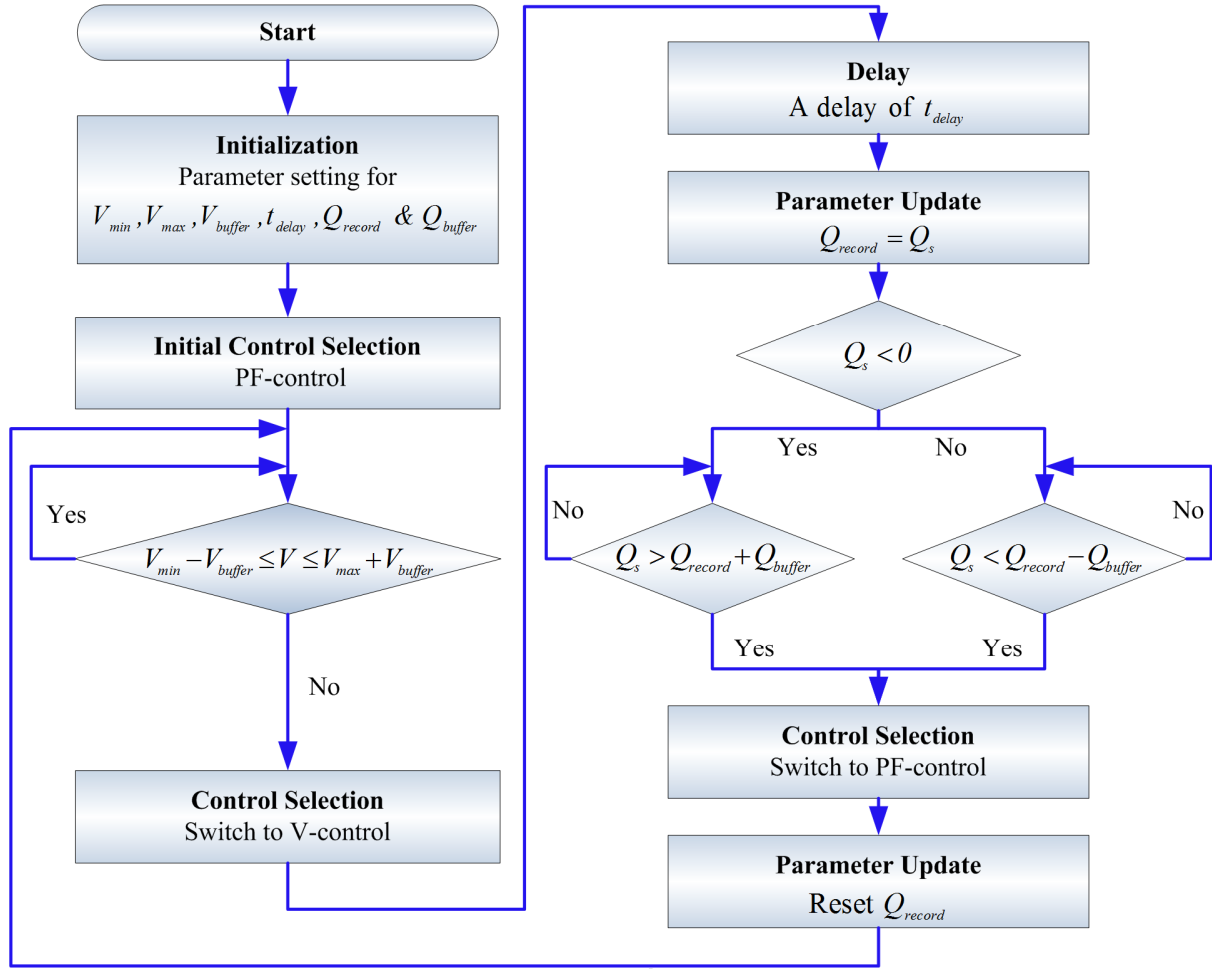 Start
Initialization
Parameter setting for
V_min , V_max , V_buffer , t_delay , Q_record & Q_buffer
Initial Control Selection
PF-control
Yes
V_min − V_buffer ≤ V ≤ V_max + V_buffer
No
Control Selection
Switch to V-control
Delay
A delay of t_delay
Parameter Update
Q_record = Q_s
Q_s < 0
Yes
No
No
Q_s > Q_record + Q_buffer
Q_s < Q_record − Q_buffer
No
Yes
Yes
Control Selection
Switch to PF-control
Parameter Update
Reset Q_record